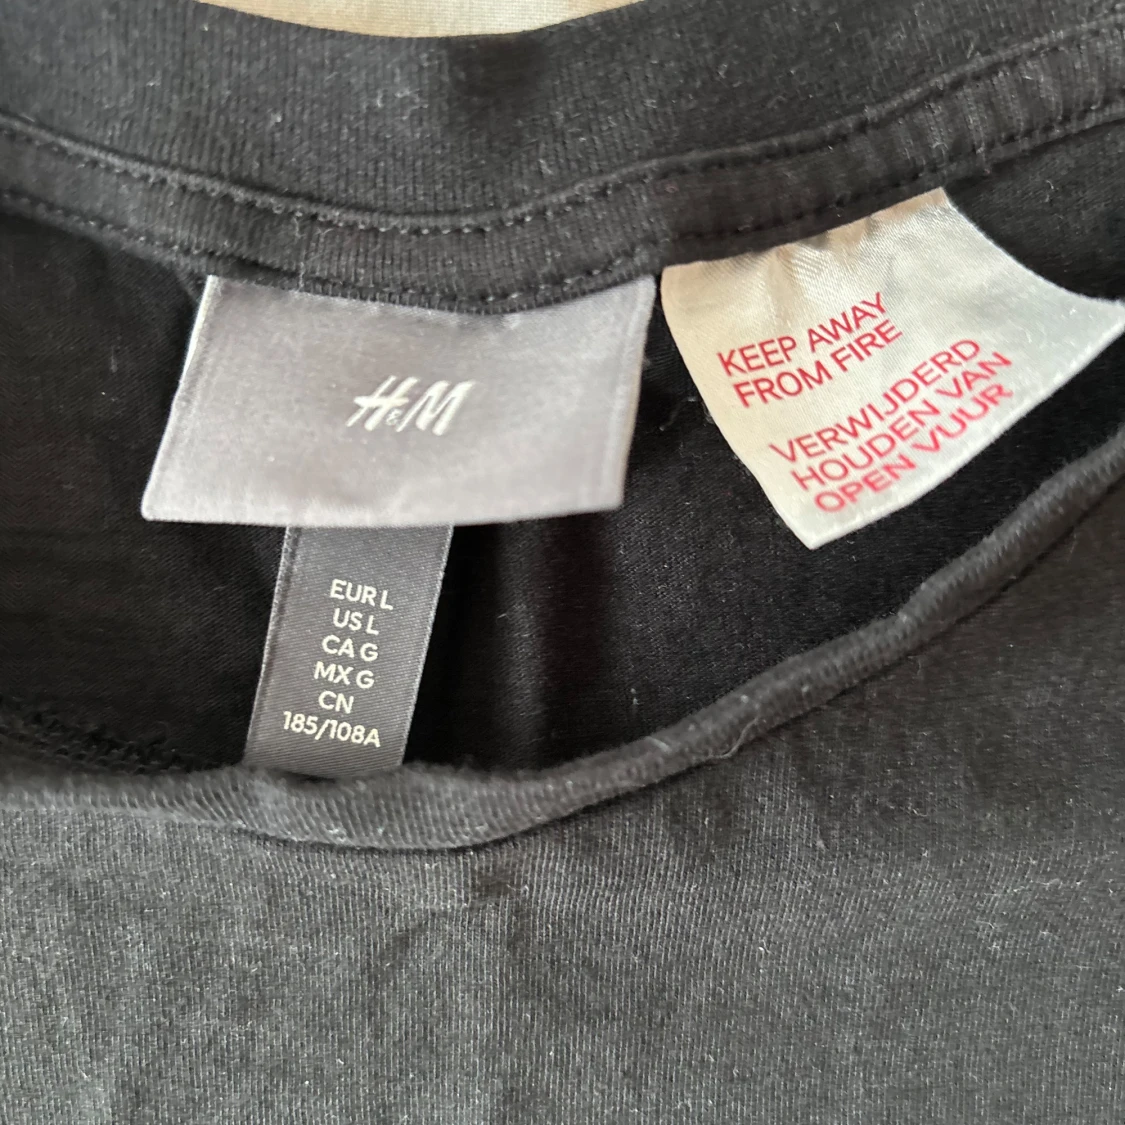 H&M
EUR L
US L
CA G
MX G
CN
185/108A
KEEP AWAY
FROM FIRE
VERWIJDERD
HOUDEN VAN
OPEN VUUR